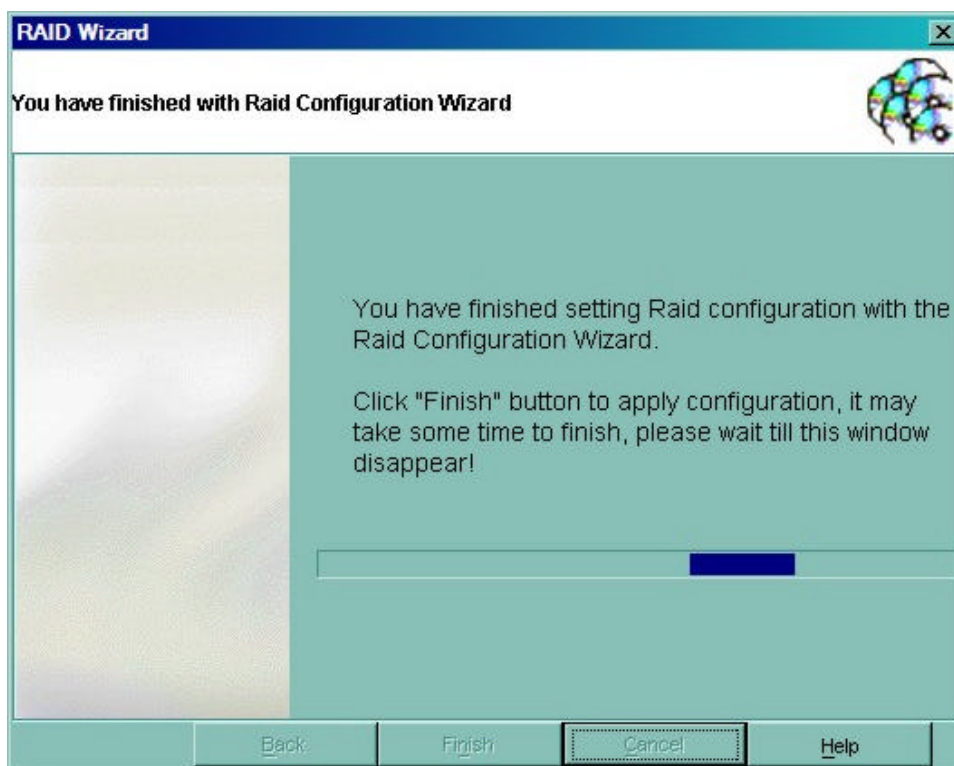 RAID Wizard
You have finished with Raid Configuration Wizard
You have finished setting Raid configuration with the
Raid Configuration Wizard.
Click "Finish" button to apply configuration, it may
take some time to finish, please wait till this window
disappear!
Back Finish Cancel Help